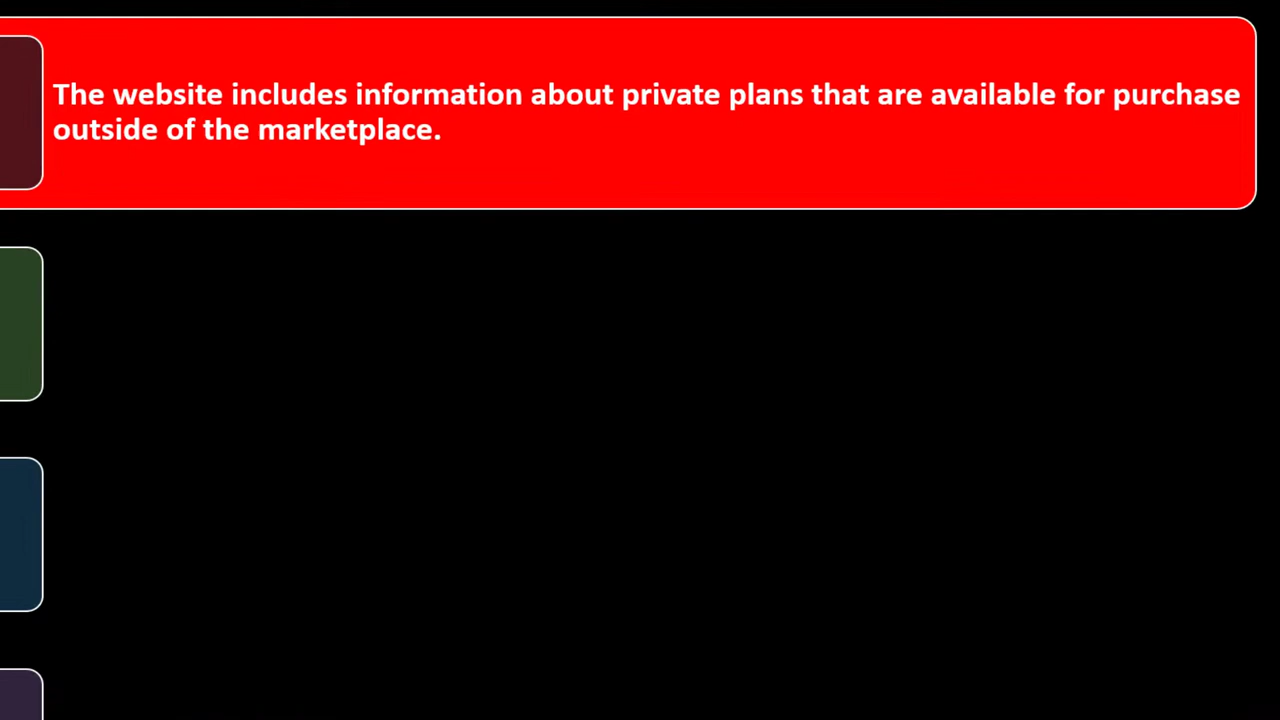 The website includes information about private plans that are available for purchase
outside of the marketplace.